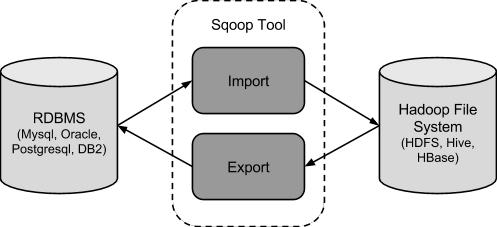 Sqoop Tool
Import
RDBMS
(Mysql, Oracle,
Postgresql, DB2)
Export
Hadoop File
System
(HDFS, Hive,
HBase)